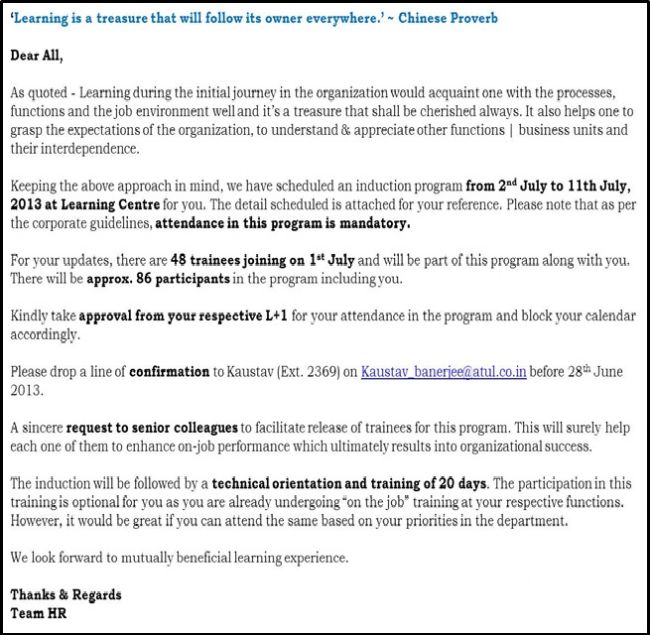 ‘Learning is a treasure that will follow its owner everywhere.’ ~ Chinese Proverb
Dear All,
As quoted - Learning during the initial journey in the organization would acquaint one with the processes,
functions and the job environment well and it’s a treasure that shall be cherished always. It also helps one to
grasp the expectations of the organization, to understand & appreciate other functions | business units and
their interdependence.
Keeping the above approach in mind, we have scheduled an induction program from 2nd July to 11th July,
2013 at Learning Centre for you. The detail scheduled is attached for your reference. Please note that as per
the corporate guidelines, attendance in this program is mandatory.
For your updates, there are 48 trainees joining on 1st July and will be part of this program along with you.
There will be approx. 86 participants in the program including you.
Kindly take approval from your respective L+1 for your attendance in the program and block your calendar
accordingly.
Please drop a line of confirmation to Kaustav (Ext. 2369) on Kaustav_banerjee@atul.co.in before 28th June
2013.
A sincere request to senior colleagues to facilitate release of trainees for this program. This will surely help
each one of them to enhance on-job performance which ultimately results into organizational success.
The induction will be followed by a technical orientation and training of 20 days. The participation in this
training is optional for you as you are already undergoing “on the job” training at your respective functions.
However, it would be great if you can attend the same based on your priorities in the department.
We look forward to mutually beneficial learning experience.
Thanks & Regards
Team HR